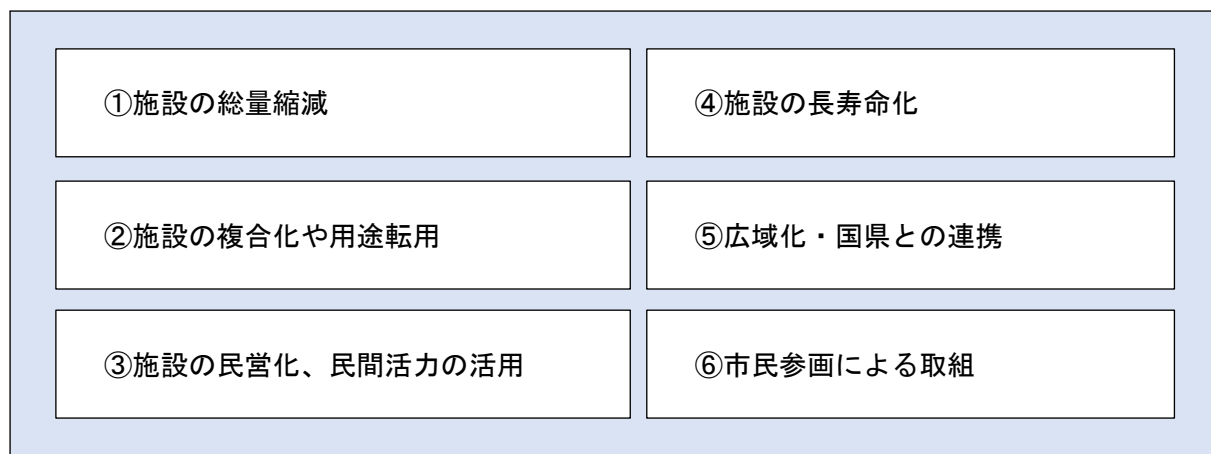 ①施設の総量縮減
②施設の複合化や用途転用
③施設の民営化、民間活力の活用
④施設の長寿命化
⑤広域化・国県との連携
⑥市民参画による取組